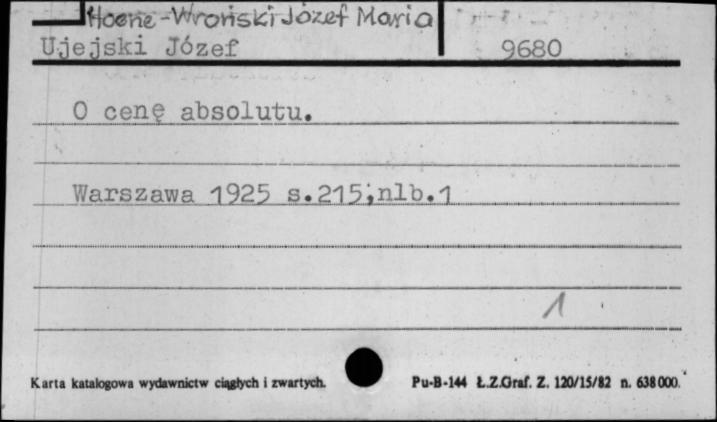 Hoene-Wroński Józef Maria
Ujejski Józef 9680
O cenę absolutu.
Warszawa 1925 s.215;nlb.1
1
Karta katalogowa wydawnictw ciągłych i zwartych. Pu-B-144 Ł.Z.Graf. Z. 120/15/82 n. 638000.